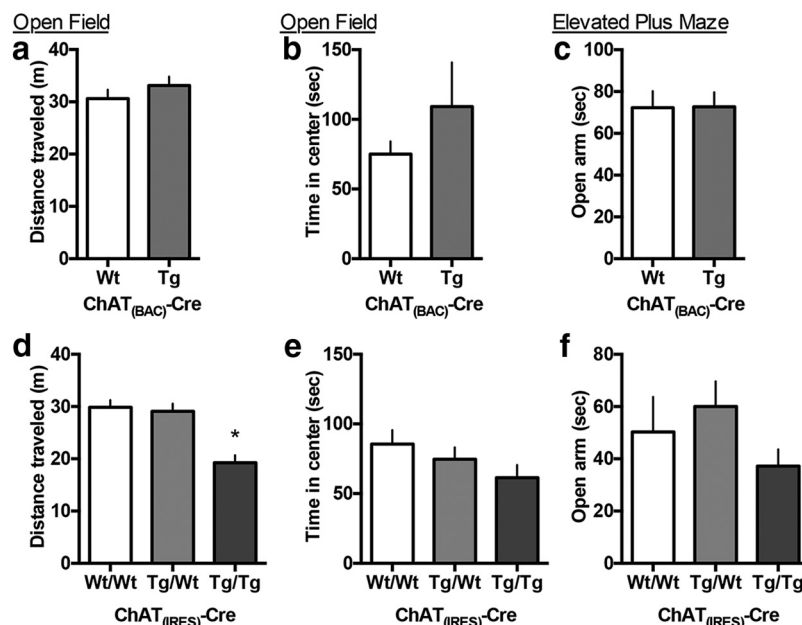 Open Field
Open Field
Elevated Plus Maze
a
b
c
Distance traveled (m)
40
30
20
10
0
Wt
Tg
ChAT(BAC)-Cre
Time in center (sec)
150
100
50
0
Wt
Tg
ChAT(BAC)-Cre
Open arm (sec)
100
80
60
40
20
0
Wt
Tg
ChAT(BAC)-Cre
d
e
f
Distance traveled (m)
40
30
20
10
0
*
Wt/Wt Tg/Wt Tg/Tg
ChAT(IRES)-Cre
Time in center (sec)
150
100
50
0
Wt/Wt Tg/Wt Tg/Tg
ChAT(IRES)-Cre
Open arm (sec)
80
60
40
20
0
Wt/Wt Tg/Wt Tg/Tg
ChAT(IRES)-Cre